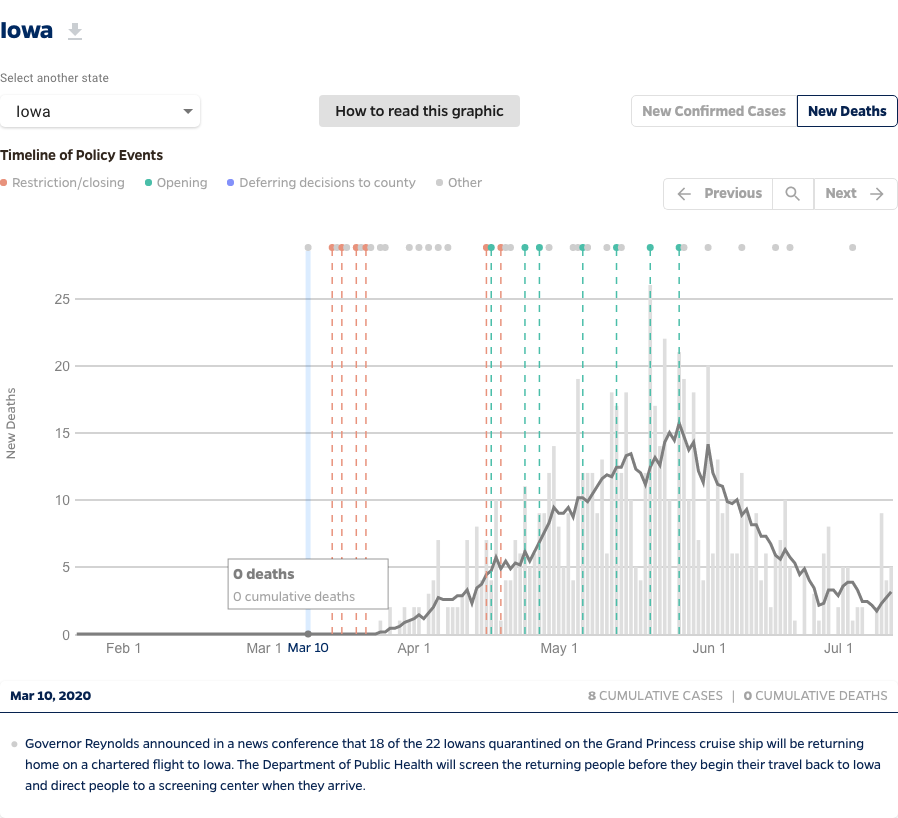 Iowa
Select another state
Iowa
How to read this graphic
New Confirmed Cases
New Deaths
Timeline of Policy Events
Restriction/closing
Opening
Deferring decisions to county
Other
Previous
Next
25
20
15
10
5
0
New Deaths
0 deaths
0 cumulative deaths
Feb 1
Mar 1
Mar 10
Apr 1
May 1
Jun 1
Jul 1
Mar 10, 2020
8 CUMULATIVE CASES | 0 CUMULATIVE DEATHS
Governor Reynolds announced in a news conference that 18 of the 22 Iowans quarantined on the Grand Princess cruise ship will be returning
home on a chartered flight to Iowa. The Department of Public Health will screen the returning people before they begin their travel back to Iowa
and direct people to a screening center when they arrive.